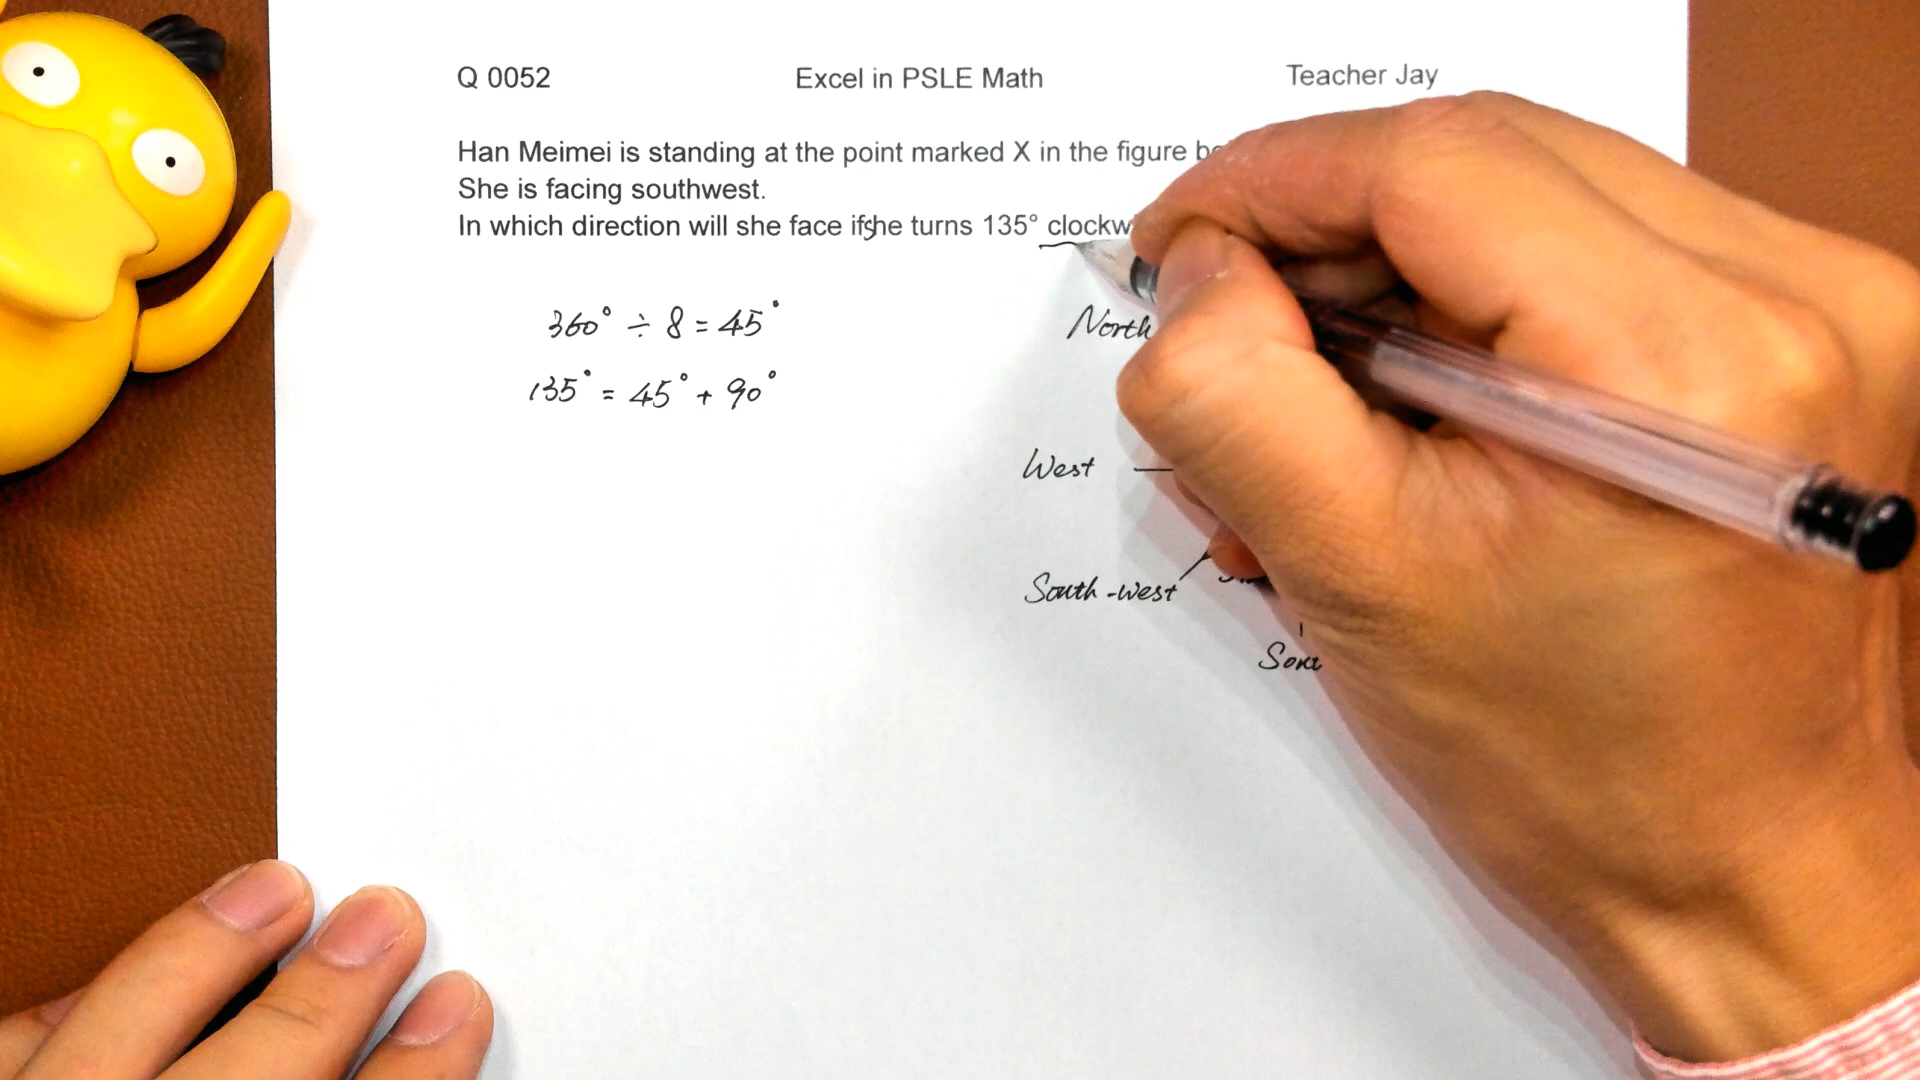 Q 0052 Excel in PSLE Math Teacher Jay
Han Meimei is standing at the point marked X in the figure
She is facing southwest.
In which direction will she face if she turns 135° clockw
360° ÷ 8 = 45°
135° = 45° + 90°
North
West
South-west
Sout